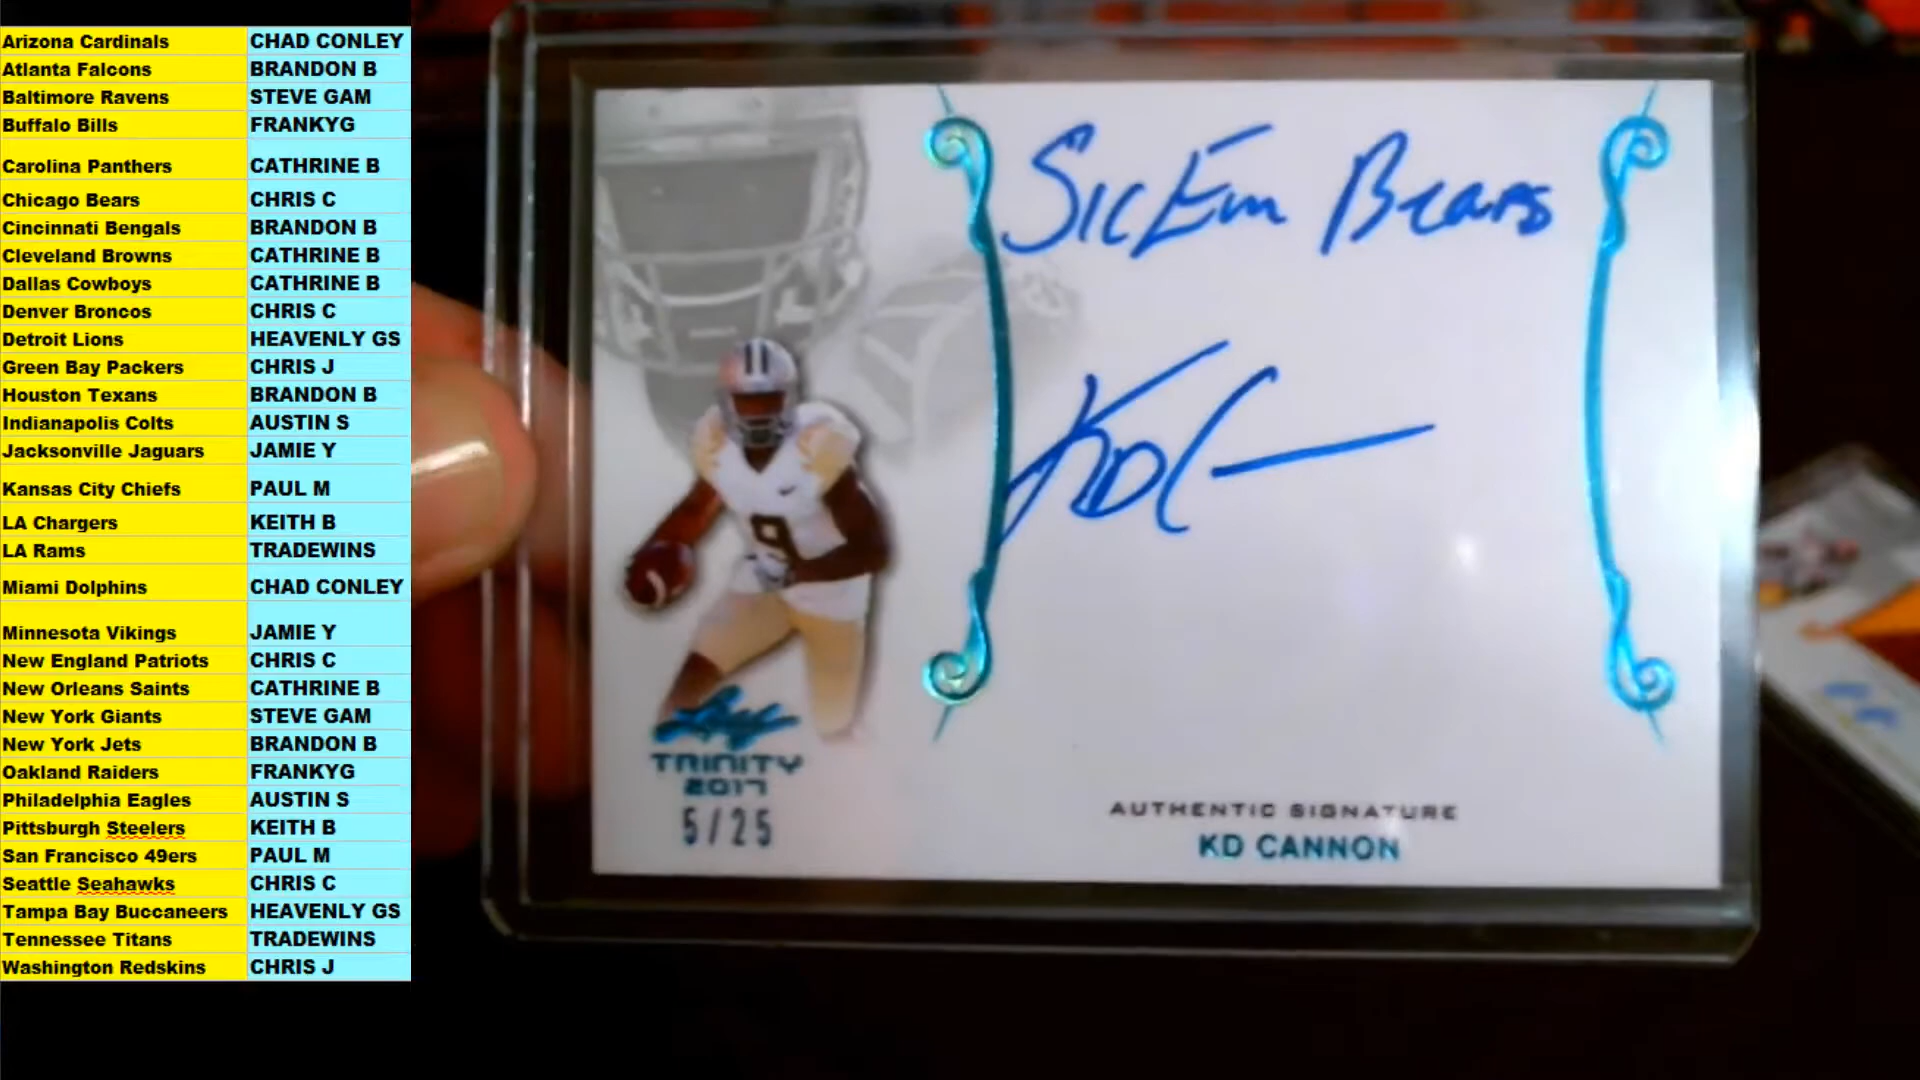 Arizona Cardinals CHAD CONLEY
Atlanta Falcons BRANDON B
Baltimore Ravens STEVE GAM
Buffalo Bills FRANKYG
Carolina Panthers CATHRINE B
Chicago Bears CHRIS C
Cincinnati Bengals BRANDON B
Cleveland Browns CATHRINE B
Dallas Cowboys CATHRINE B
Denver Broncos CHRIS C
Detroit Lions HEAVENLY GS
Green Bay Packers CHRIS J
Houston Texans BRANDON B
Indianapolis Colts AUSTIN S
Jacksonville Jaguars JAMIE Y
Kansas City Chiefs PAUL M
LA Chargers KEITH B
LA Rams TRADEWINS
Miami Dolphins CHAD CONLEY
Minnesota Vikings JAMIE Y
New England Patriots CHRIS C
New Orleans Saints CATHRINE B
New York Giants STEVE GAM
New York Jets BRANDON B
Oakland Raiders FRANKYG
Philadelphia Eagles AUSTIN S
Pittsburgh Steelers KEITH B
San Francisco 49ers PAUL M
Seattle Seahawks CHRIS C
Tampa Bay Buccaneers HEAVENLY GS
Tennessee Titans TRADEWINS
Washington Redskins CHRIS J
Sic Em Bears
KD C
9
Leaf
TRINITY
2017
5/25
AUTHENTIC SIGNATURE
KD CANNON